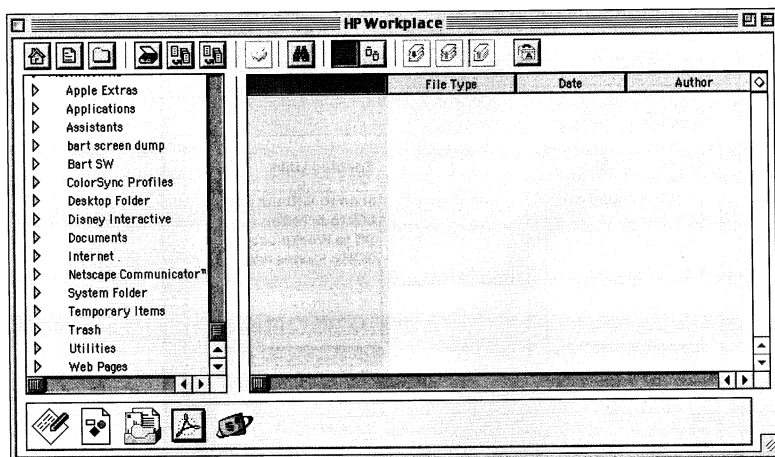 HP Workplace
File Type
Date
Author
Apple Extras
Applications
Assistants
bart screen dump
Bart SW
ColorSync Profiles
Desktop Folder
Disney Interactive
Documents
Internet
Netscape Communicator™
System Folder
Temporary Items
Trash
Utilities
Web Pages